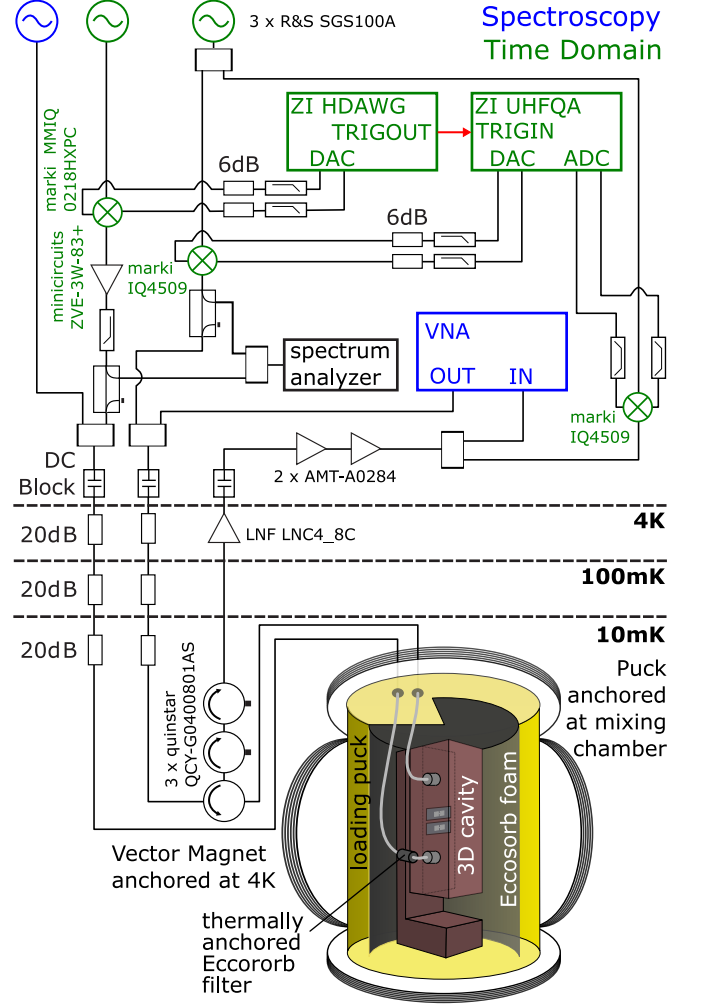 3 x R&S SGS100A
Spectroscopy
Time Domain
ZI HDAWG
TRIGOUT
DAC
ZI UHFQA
TRIGIN
DAC ADC
marki MMIQ
0218HXPC
6dB
6dB
minicircuits
ZVE-3W-83+
marki
IQ4509
spectrum
analyzer
VNA
OUT IN
marki
IQ4509
DC
Block
2 x AMT-A0284
4K
20dB
LNF LNC4_8C
100mK
20dB
10mK
20dB
Puck
anchored
at mixing
chamber
3 x quinstar
QCY-G0400801AS
loading puck
3D cavity
Eccosorb foam
Vector Magnet
anchored at 4K
thermally
anchored
Eccororb
filter